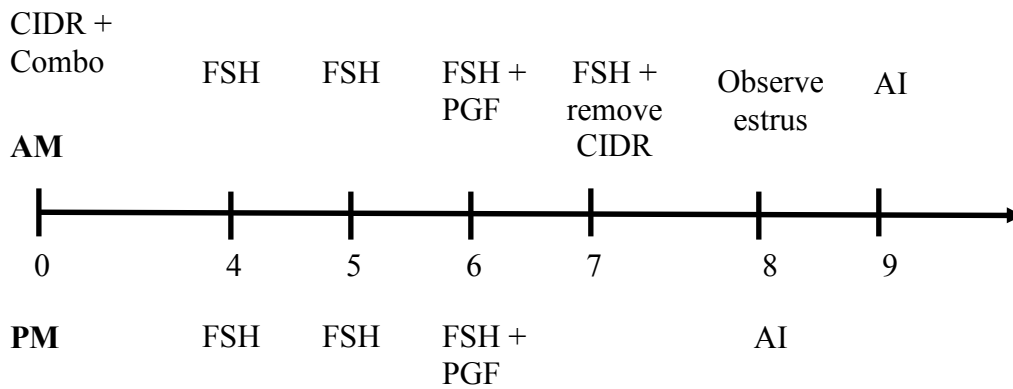 CIDR +
Combo
FSH
FSH
FSH +
PGF
FSH +
remove
CIDR
Observe
estrus
AI
AM
0
4
5
6
7
8
9
PM
FSH
FSH
FSH +
PGF
AI